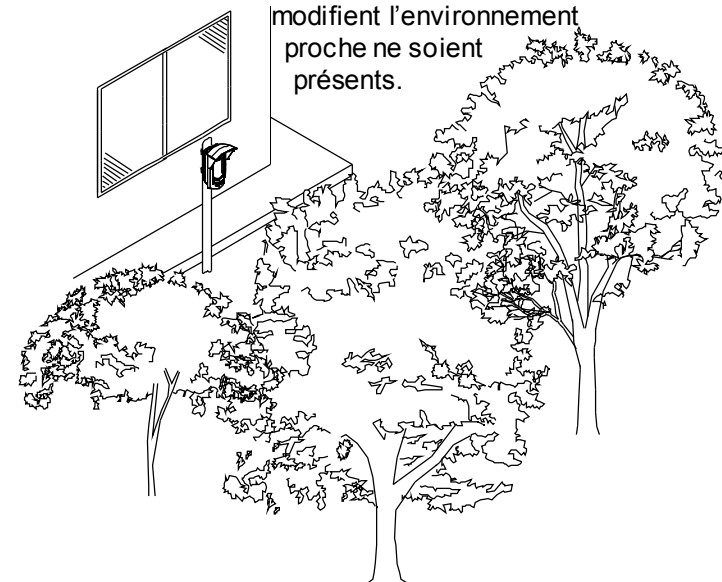 modifient l'environnement
proche ne soient
présents.